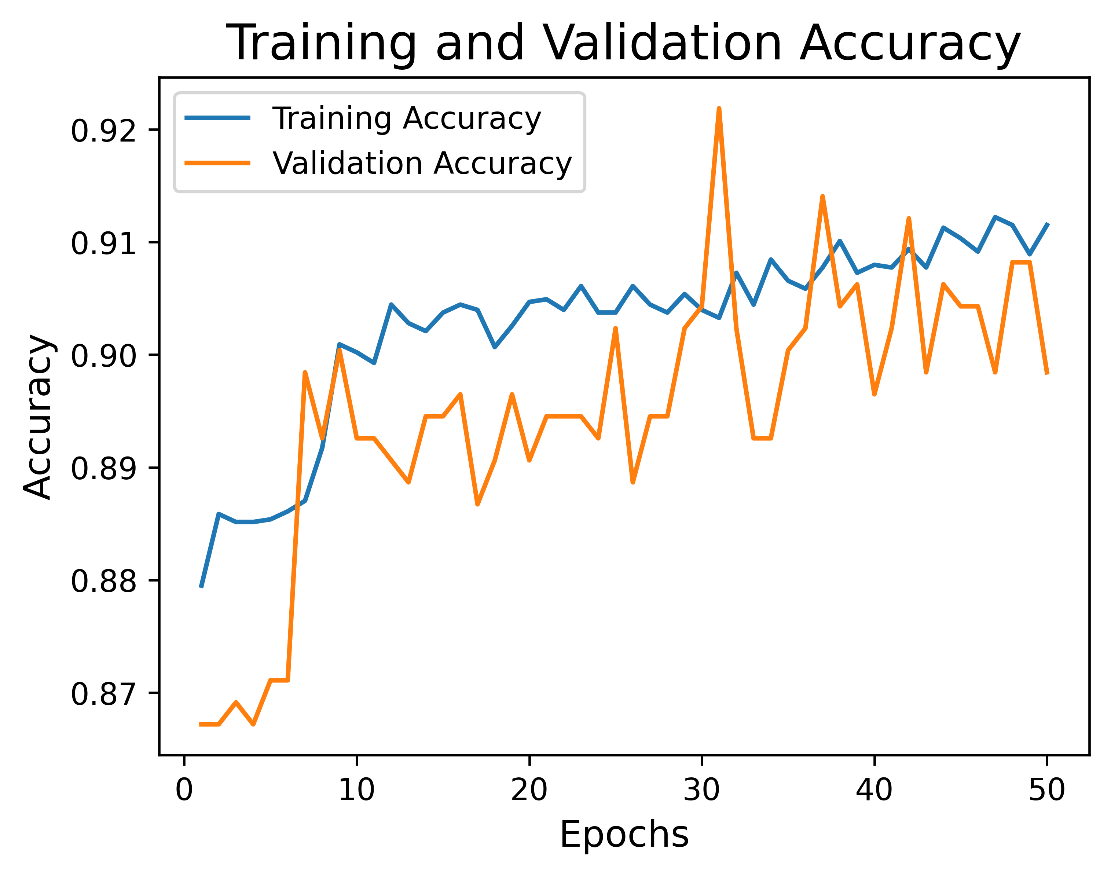 Training and Validation Accuracy
Training Accuracy
Validation Accuracy
0.92
0.91
0.90
0.89
0.88
0.87
Accuracy
0 10 20 30 40 50
Epochs